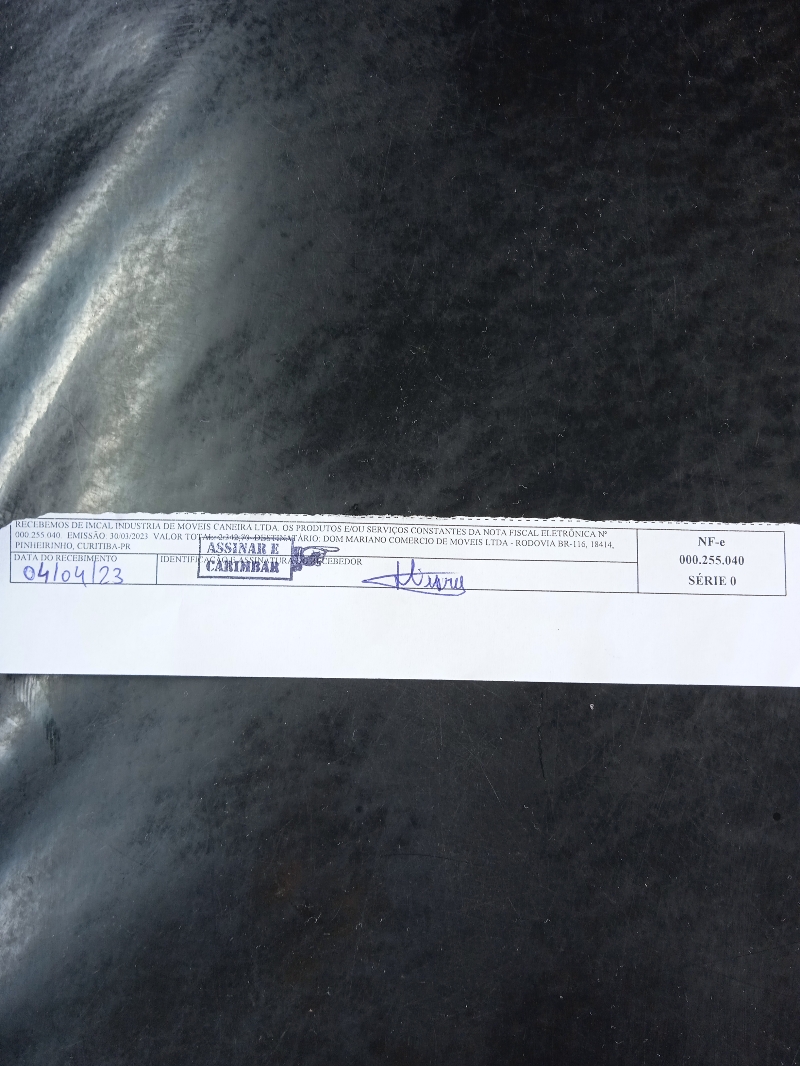 RECEBEMOS DE IMCAL INDUSTRIA DE MOVEIS CANEIRA LTDA. OS PRODUTOS E/OU SERVIÇOS CONSTANTES DA NOTA FISCAL ELETRÔNICA Nº
000.255.040 EMISSÃO: 30/03/2023 VALOR TOTAL: DESTINATÁRIO: DOM MARIANO COMERCIO DE MOVEIS LTDA - RODOVIA BR-116, 18414,
PINHEIRINHO, CURITIBA-PR
ASSINAR E
CARIMBAR
DATA DO RECEBIMENTO
04/04/23
IDENTIFICAÇÃO E ASSINATURA DO RECEBEDOR
NF-e
000.255.040
SÉRIE 0